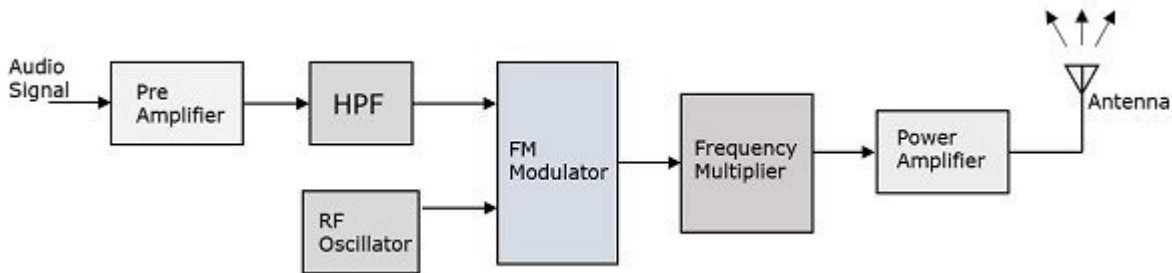 Audio
Signal
Pre
Amplifier
HPF
RF
Oscillator
FM
Modulator
Frequency
Multiplier
Power
Amplifier
Antenna